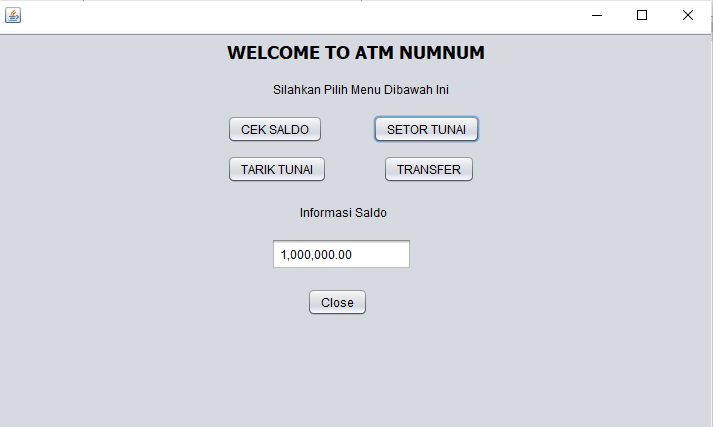 WELCOME TO ATM NUMNUM
Silahkan Pilih Menu Dibawah Ini
CEK SALDO SETOR TUNAI
TARIK TUNAI TRANSFER
Informasi Saldo
1,000,000.00
Close